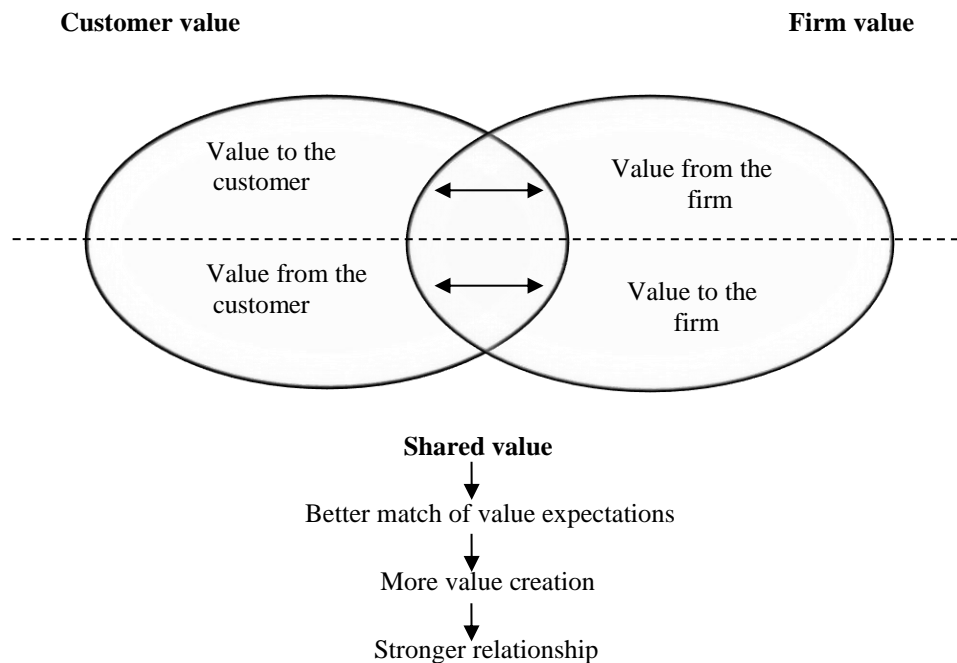 Customer value
Firm value
Value to the
customer
Value from the
firm
Value from the
customer
Value to the
firm
Shared value
Better match of value expectations
More value creation
Stronger relationship